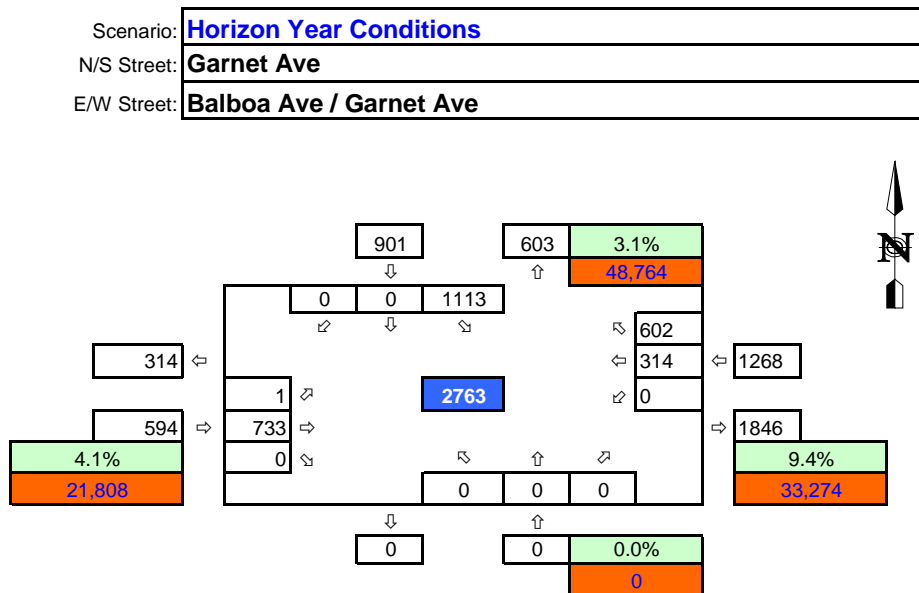 Scenario: Horizon Year Conditions
N/S Street: Garnet Ave
E/W Street: Balboa Ave / Garnet Ave
N
901 603 3.1%
⇩ ⇧ 48,764
0 0 1113
⬃ ⇩ ⬂ ⬁ 602
314 ⇦ ⇦ 314 ⇦ 1268
1 ⬀ 2763 ⬃ 0
594 ⇨ 733 ⇨ ⇨ 1846
4.1% 0 ⬂ ⬁ ⇧ ⬀ 9.4%
21,808 0 0 0 33,274
⇩ ⇧
0 0 0.0%
0